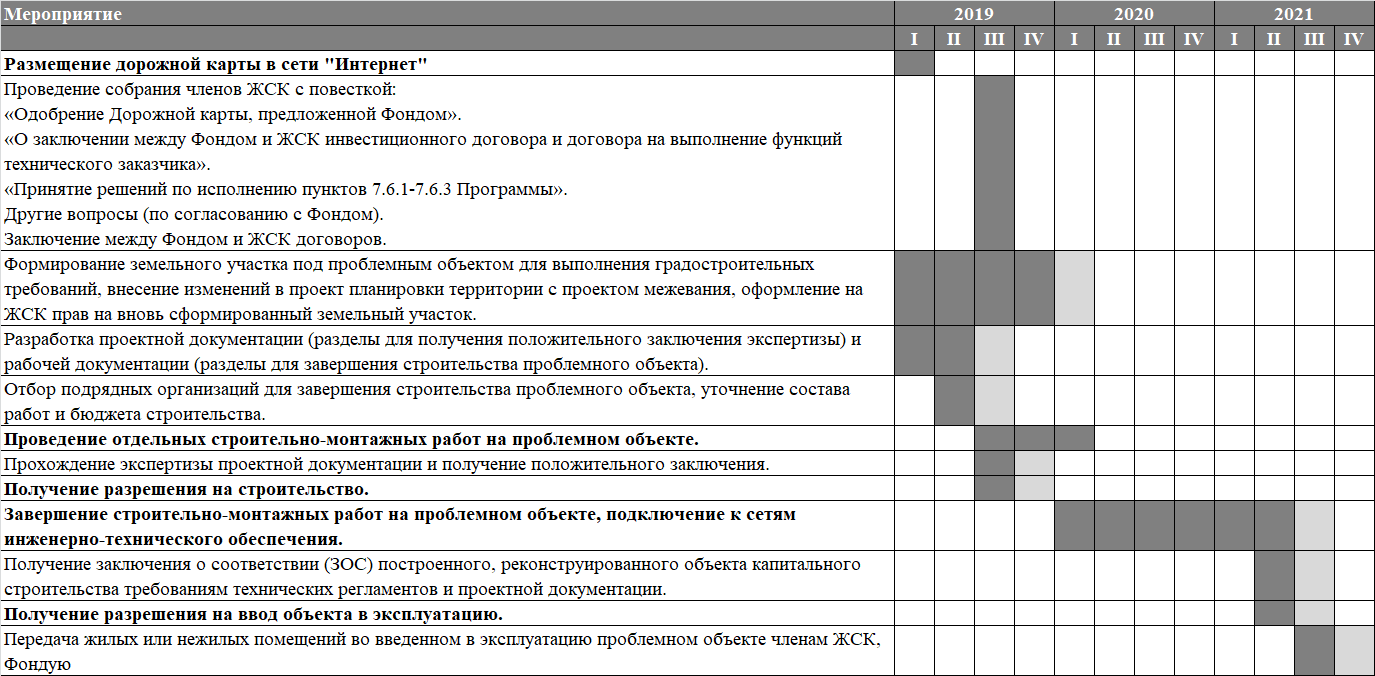 Мероприятие 2019 2020 2021
I II III IV I II III IV I II III IV
Размещение дорожной карты в сети "Интернет"
Проведение собрания членов ЖСК с повесткой:
«Одобрение Дорожной карты, предложенной Фондом».
«О заключении между Фондом и ЖСК инвестиционного договора и договора на выполнение функций
технического заказчика».
«Принятие решений по исполнению пунктов 7.6.1-7.6.3 Программы».
Другие вопросы (по согласованию с Фондом).
Заключение между Фондом и ЖСК договоров.
Формирование земельного участка под проблемным объектом для выполнения градостроительных
требований, внесение изменений в проект планировки территории с проектом межевания, оформление на
ЖСК прав на вновь сформированный земельный участок.
Разработка проектной документации (разделы для получения положительного заключения экспертизы) и
рабочей документации (разделы для завершения строительства проблемного объекта).
Отбор подрядных организаций для завершения строительства проблемного объекта, уточнение состава
работ и бюджета строительства.
Проведение отдельных строительно-монтажных работ на проблемном объекте.
Прохождение экспертизы проектной документации и получение положительного заключения.
Получение разрешения на строительство.
Завершение строительно-монтажных работ на проблемном объекте, подключение к сетям
инженерно-технического обеспечения.
Получение заключения о соответствии (ЗОС) построенного, реконструированного объекта капитального
строительства требованиям технических регламентов и проектной документации.
Получение разрешения на ввод объекта в эксплуатацию.
Передача жилых или нежилых помещений во введенном в эксплуатацию проблемном объекте членам ЖСК,
Фондую